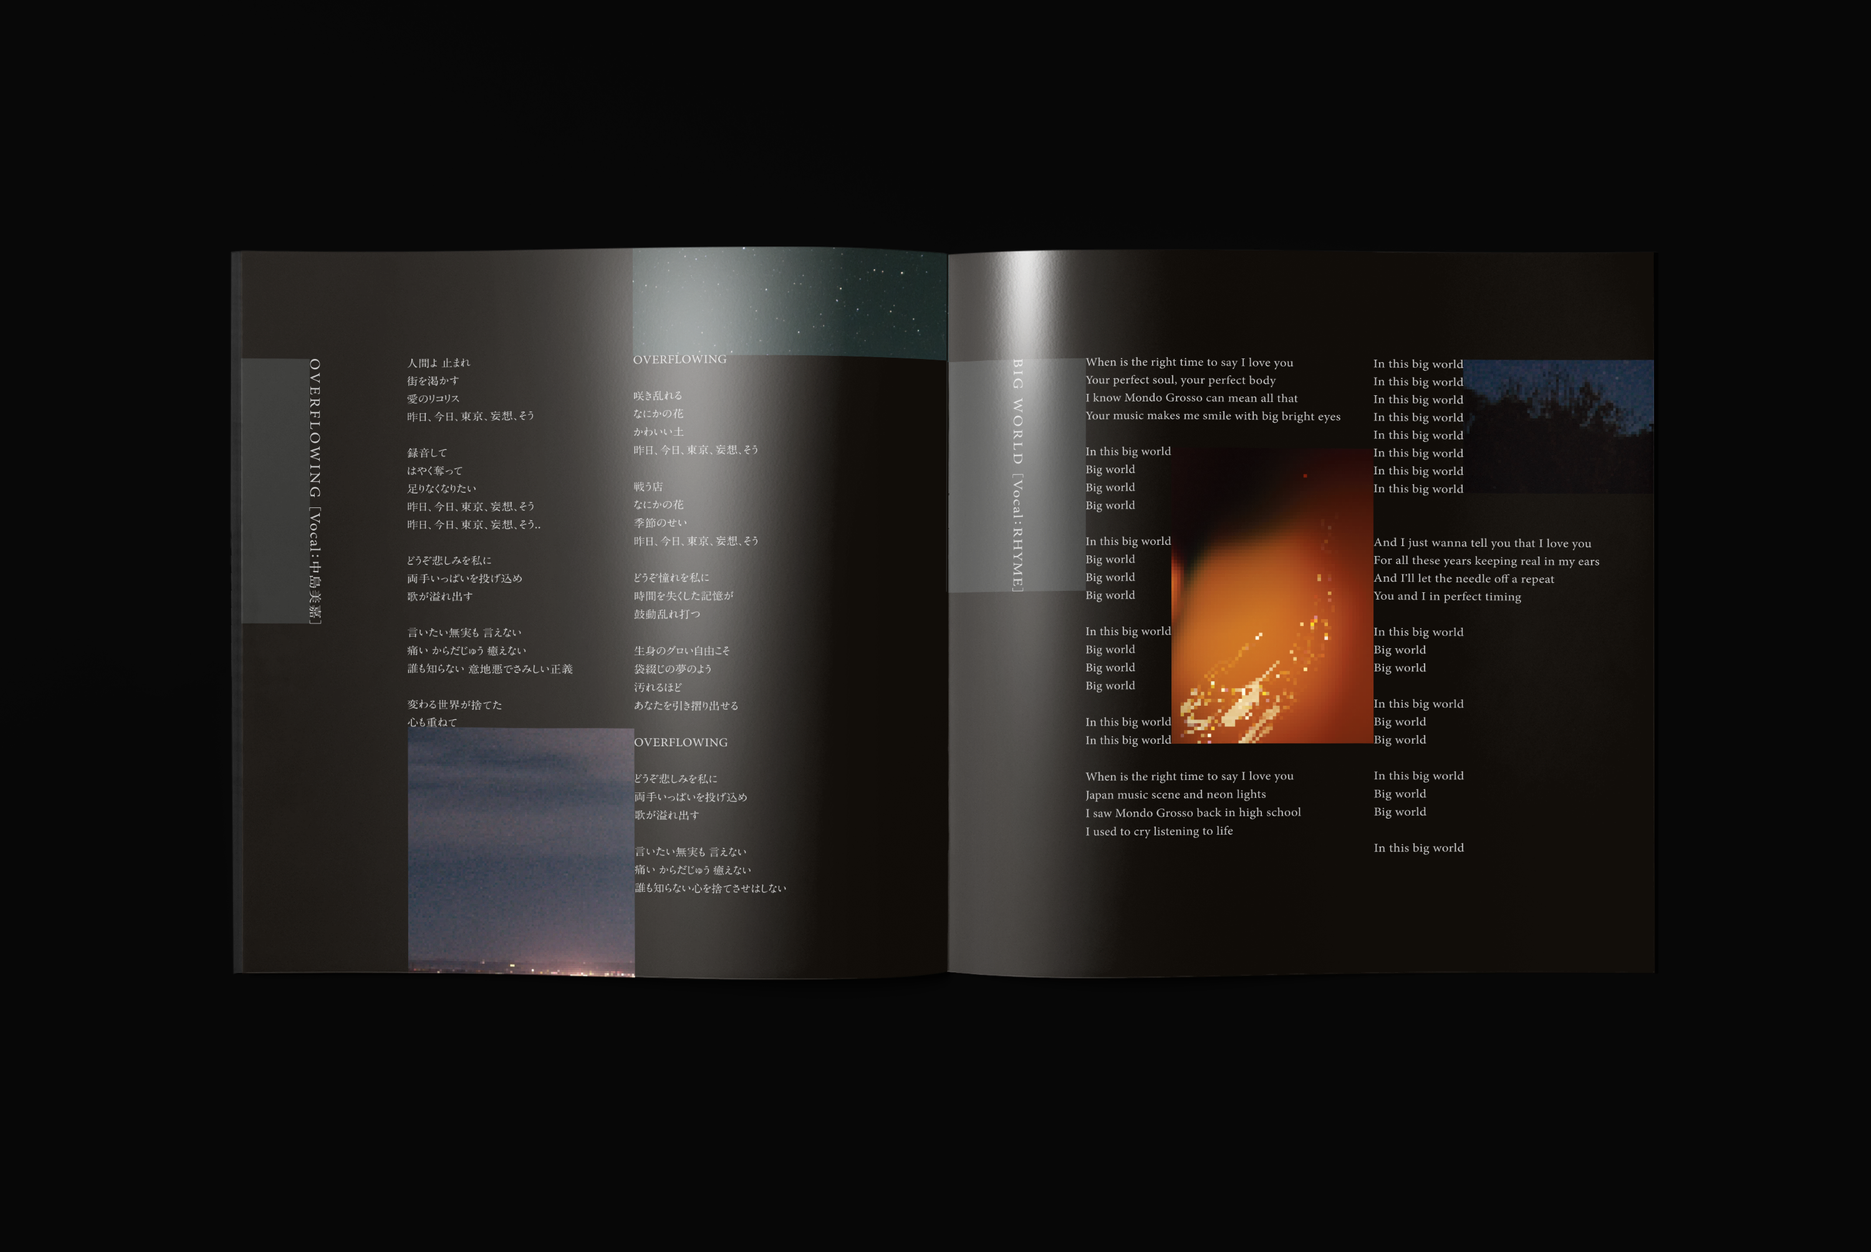 OVERFLOWING [Vocal:中島美嘉]
人間よ 止まれ
街を渇かす
愛のリコリス
昨日、今日、東京、妄想、そう
録音して
はやく奪って
足りなくなりたい
昨日、今日、東京、妄想、そう
昨日、今日、東京、妄想、そう..
どうぞ悲しみを私に
両手いっぱいを投げ込め
歌が溢れ出す
言いたい無実も 言えない
痛い からだじゅう 癒えない
誰も知らない 意地悪でさみしい正義
変わる世界が捨てた
心も重ねて
OVERFLOWING
咲き乱れる
なにかの花
かわいい土
昨日、今日、東京、妄想、そう
戦う店
なにかの花
季節のせい
昨日、今日、東京、妄想、そう
どうぞ憧れを私に
時間を失くした記憶が
鼓動乱れ打つ
生身のグロい自由こそ
袋綴じの夢のよう
汚れるほど
あなたを引き摺り出せる
OVERFLOWING
どうぞ悲しみを私に
両手いっぱいを投げ込め
歌が溢れ出す
言いたい無実も 言えない
痛い からだじゅう 癒えない
誰も知らない心を捨てさせはしない
BIG WORLD [Vocal:RHYME]
When is the right time to say I love you
Your perfect soul, your perfect body
I know Mondo Grosso can mean all that
Your music makes me smile with big bright eyes
In this big world
Big world
Big world
Big world
In this big world
Big world
Big world
Big world
In this big world
Big world
Big world
Big world
In this big world
In this big world
When is the right time to say I love you
Japan music scene and neon lights
I saw Mondo Grosso back in high school
I used to cry listening to life
In this big world
In this big world
In this big world
In this big world
In this big world
In this big world
In this big world
In this big world
And I just wanna tell you that I love you
For all these years keeping real in my ears
And I'll let the needle off a repeat
You and I in perfect timing
In this big world
Big world
Big world
In this big world
Big world
Big world
In this big world
Big world
Big world
In this big world